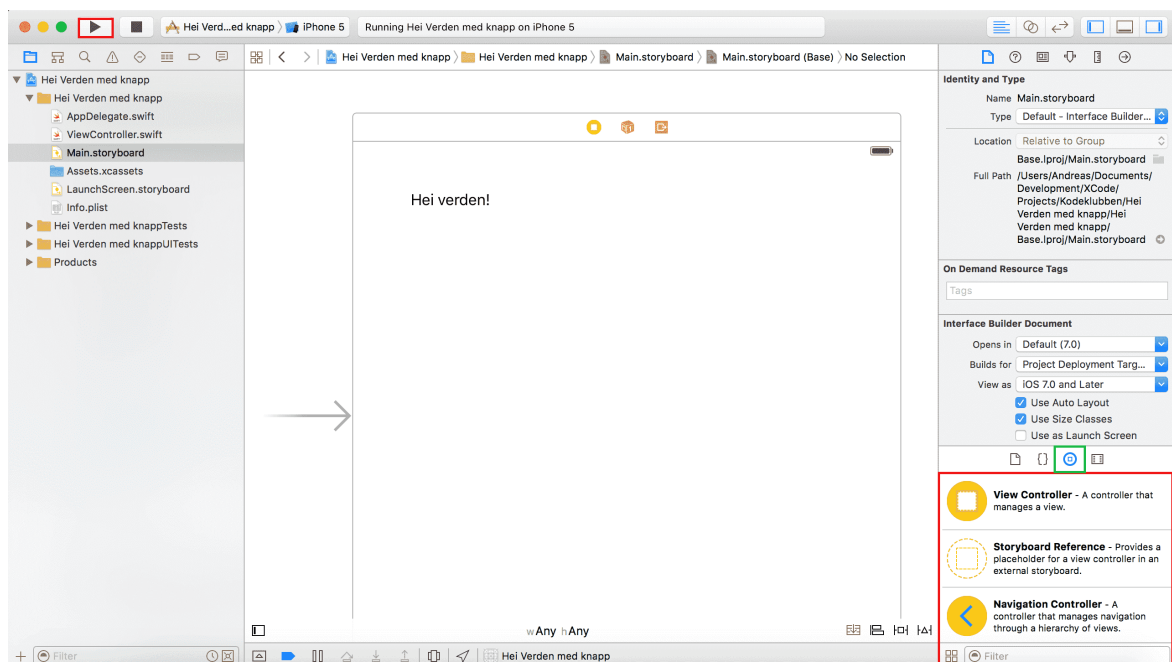 Hei Verd...ed knapp
iPhone 5
Running Hei Verden med knapp on iPhone 5
Hei Verden med knapp
Hei Verden med knapp
Main.storyboard
Main.storyboard (Base)
No Selection
Hei Verden med knapp
Hei Verden med knapp
AppDelegate.swift
ViewController.swift
Main.storyboard
Assets.xcassets
LaunchScreen.storyboard
Info.plist
Hei Verden med knappTests
Hei Verden med knappUITests
Products
Filter
Hei verden!
wAny hAny
Hei Verden med knapp
Identity and Type
Name Main.storyboard
Type Default - Interface Builder...
Location Relative to Group
Base.lproj/Main.storyboard
Full Path /Users/Andreas/Documents/
Development/XCode/
Projects/Kodeklubben/Hei
Verden med knapp/Hei
Verden med knapp/
Base.lproj/Main.storyboard
On Demand Resource Tags
Tags
Interface Builder Document
Opens in Default (7.0)
Builds for Project Deployment Targ...
View as iOS 7.0 and Later
Use Auto Layout
Use Size Classes
Use as Launch Screen
{}
View Controller - A controller that
manages a view.
Storyboard Reference - Provides a
placeholder for a view controller in an
external storyboard.
Navigation Controller - A
controller that manages navigation
through a hierarchy of views.
Filter